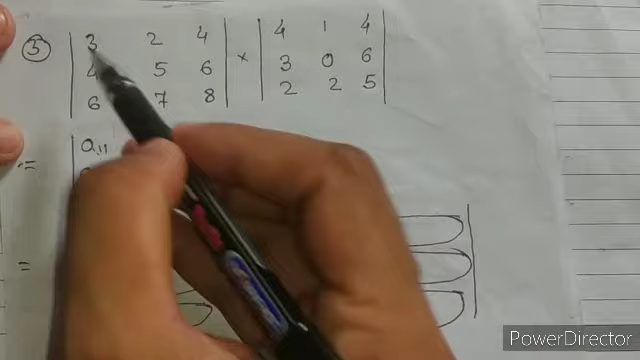 ⑤ | 3 2 4 | × | 4 1 4 |
| 4 5 6 | | 3 0 6 |
| 6 7 8 | | 2 2 5 |
= | a₁₁
=
PowerDirector